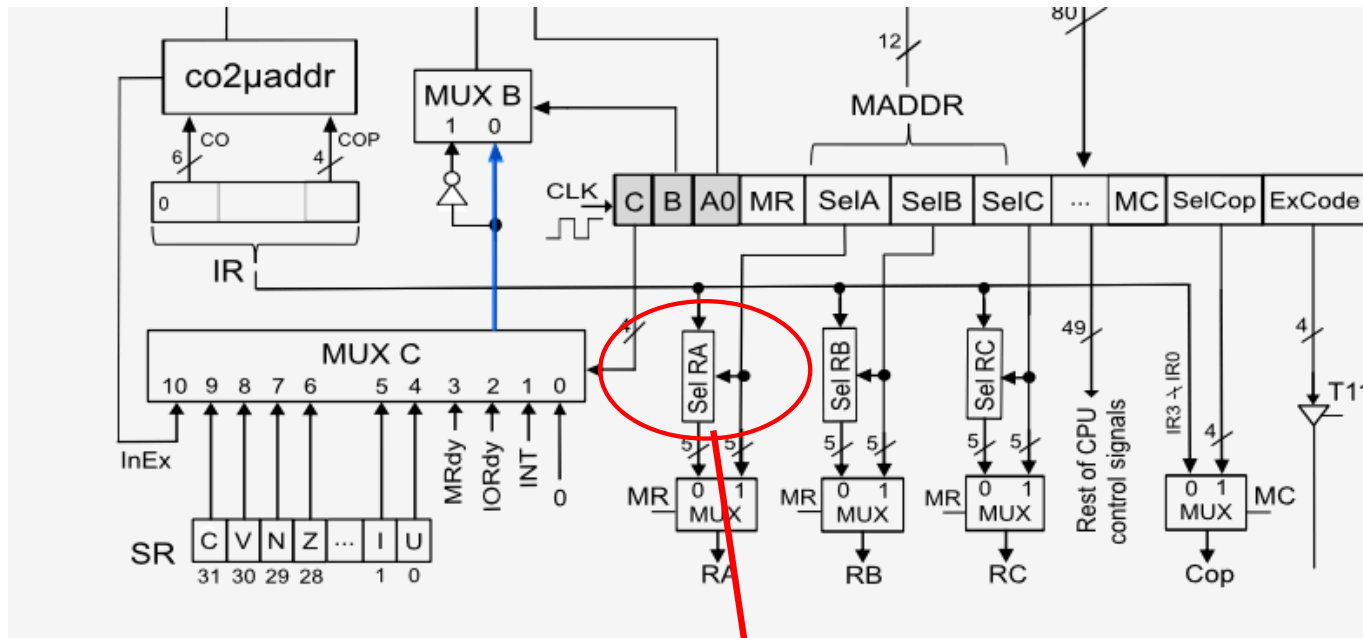 80
12
co2µaddr
MUX B
1 0
MADDR
6 CO
4 COP
CLK
C B A0 MR SelA SelB SelC ... MC SelCop ExCode
0
IR
4
MUX C
10 9 8 7 6 5 4 3 2 1 0
Sel RA
Sel RB
Sel RC
49
Rest of CPU
control signals
IR3 IR0
4
4
T11
InEx
MRdy
IORdy
INT
0
5 5
5 5
5 5
MR 0 1 MUX
MR 0 1 MUX
MR 0 1 MUX
0 1 MUX MC
SR
C V N Z ... I U
31 30 29 28 1 0
RA
RB
RC
Cop